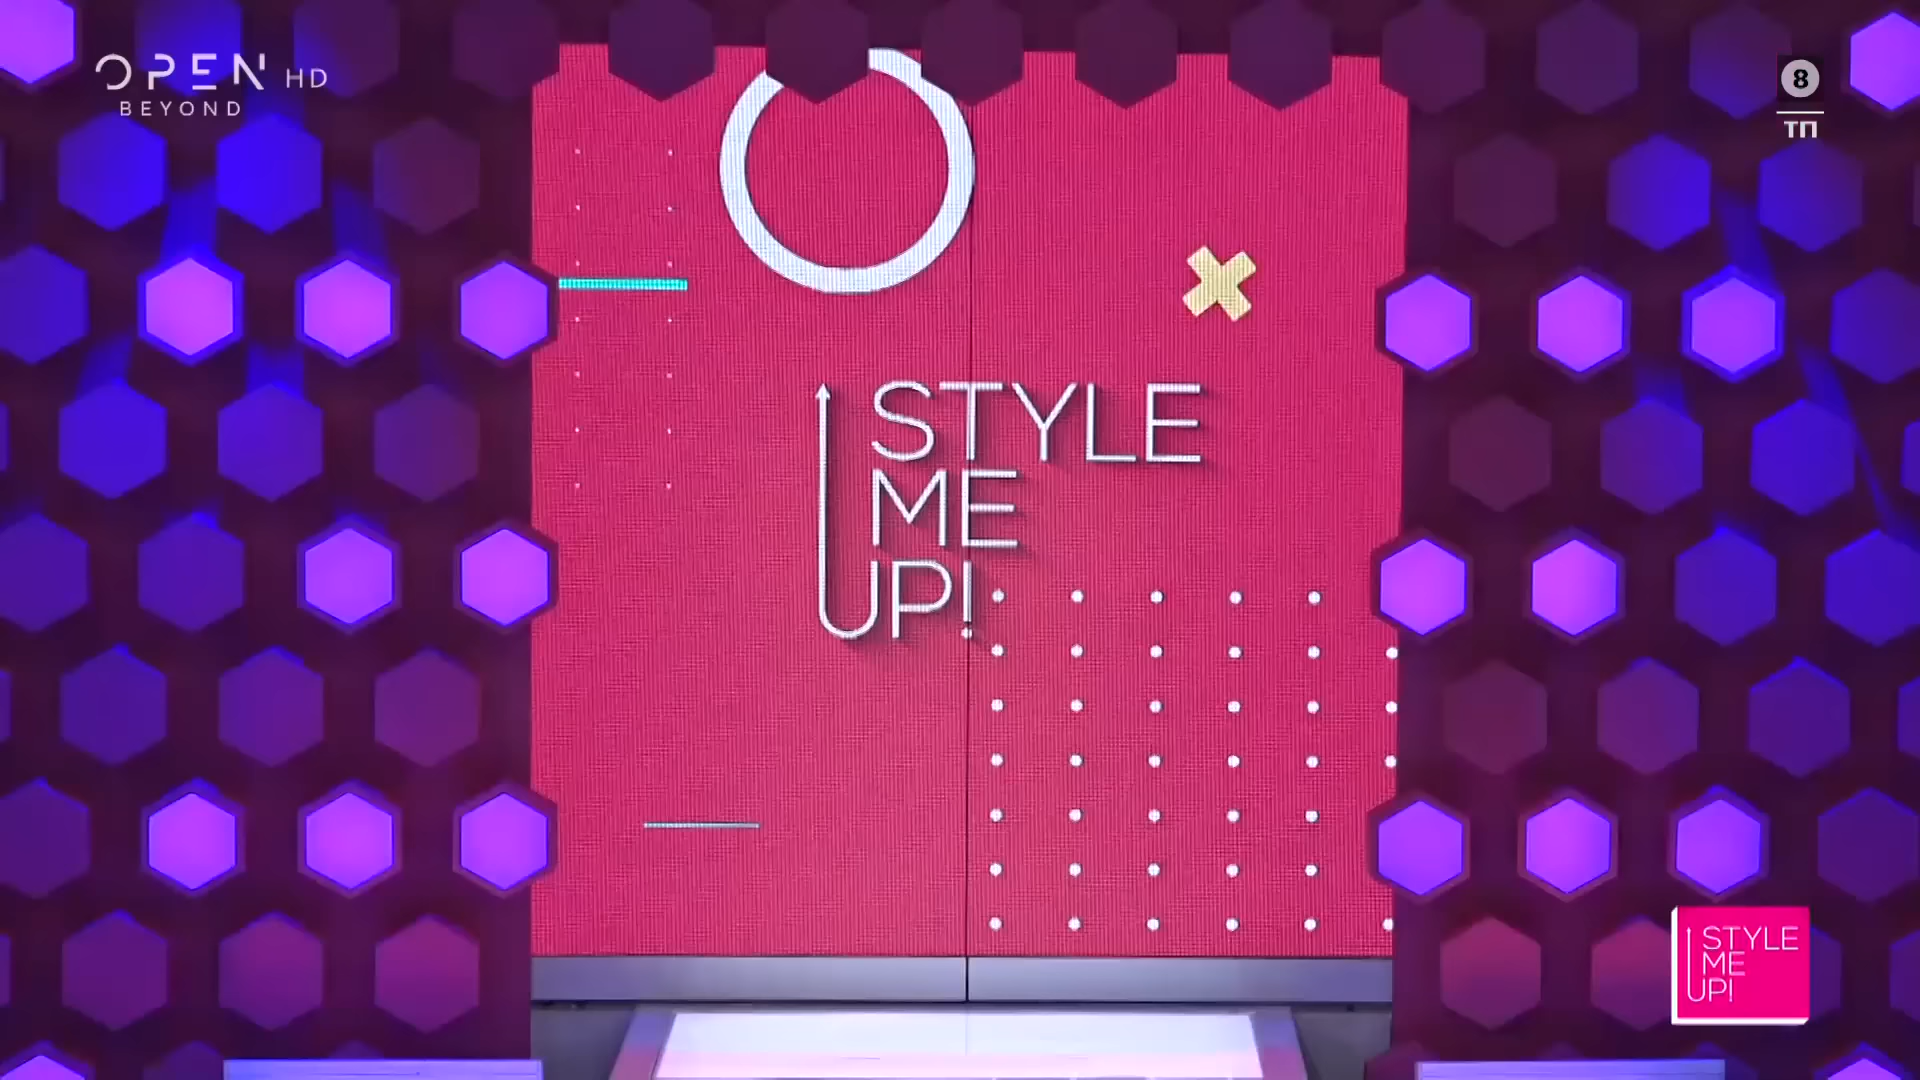 OPEN HD
BEYOND
8
ΤΠ
STYLE
ME
UP!
STYLE
ME
UP!